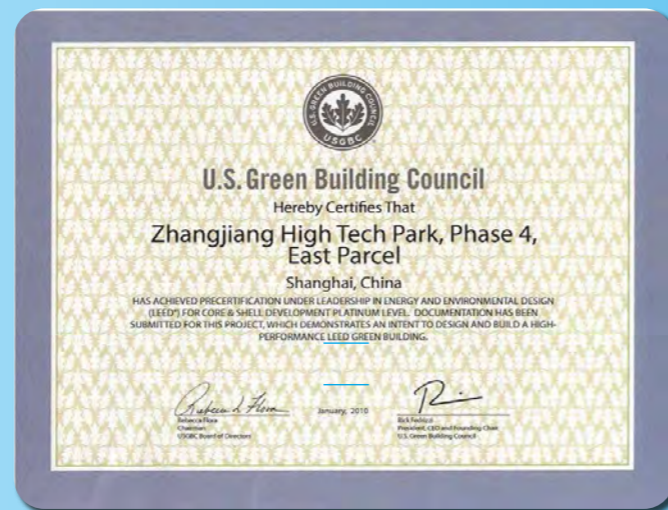 U.S. GREEN BUILDING COUNCIL
USGBC
U.S. Green Building Council
Hereby Certifies That
Zhangjiang High Tech Park, Phase 4,
East Parcel
Shanghai, China
HAS ACHIEVED PRECERTIFICATION UNDER LEADERSHIP IN ENERGY AND ENVIRONMENTAL DESIGN
(LEED®) FOR CORE & SHELL DEVELOPMENT PLATINUM LEVEL. DOCUMENTATION HAS BEEN
SUBMITTED FOR THIS PROJECT, WHICH DEMONSTRATES AN INTENT TO DESIGN AND BUILD A HIGH-
PERFORMANCE LEED GREEN BUILDING.
Rebecca L Flora
January, 2010
Rebecca Flora
Chairman
USGBC Board of Directors
Rick Fedrizzi
President, CEO and Founding Chair
U.S. Green Building Council